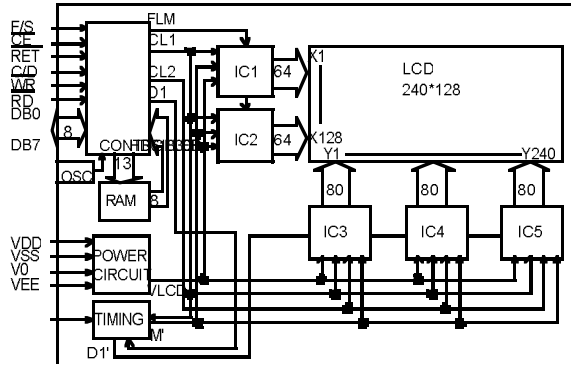 F/S
CE
RET
C/D
WR
RD
DB0
DB7
8
FLM
CL1
CL2
D1
CONT
OSC
13
RAM
8
IC1
64
IC2
64
X1
LCD
240*128
X128
Y1
Y240
80
80
80
IC3
IC4
IC5
VDD
VSS
V0
VEE
POWER
CIRCUIT
VLCD
TIMING
M'
D1'